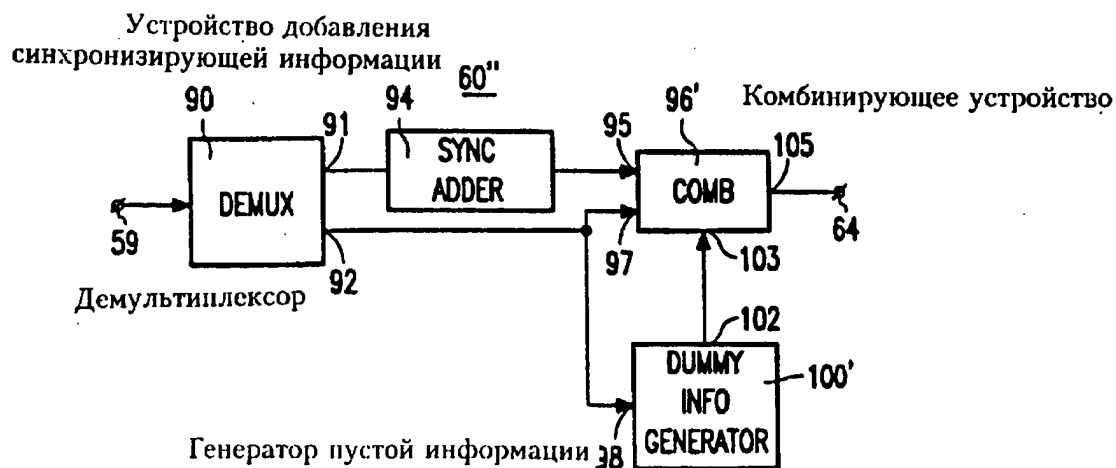 Устройство добавления
синхронизирующей информации
60"
90
91
94
96'
Комбинирующее устройство
95
105
SYNC
ADDER
DEMUX
COMB
59
92
97
103
64
Демультиплексор
102
DUMMY
INFO
GENERATOR
100'
Генератор пустой информации
98